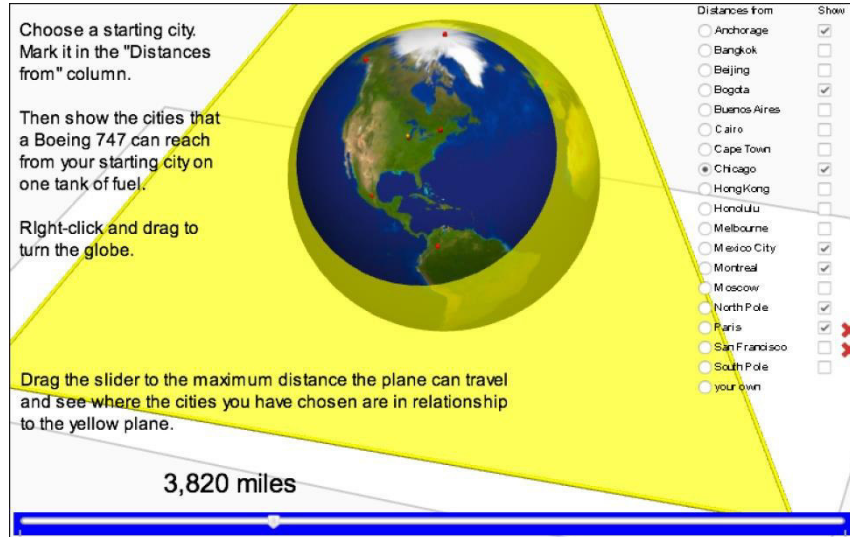 Choose a starting city.
Mark it in the "Distances
from" column.
Then show the cities that
a Boeing 747 can reach
from your starting city on
one tank of fuel.
RIght-click and drag to
turn the globe.
Drag the slider to the maximum distance the plane can travel
and see where the cities you have chosen are in relationship
to the yellow plane.
3,820 miles
Distances from Show
Anchorage
Bangkok
Beijing
Bogota
Buenos Aires
Cairo
Cape Town
Chicago
Hong Kong
Honolulu
Melbourne
Mexico City
Montreal
Moscow
North Pole
Paris
San Francisco
South Pole
your own